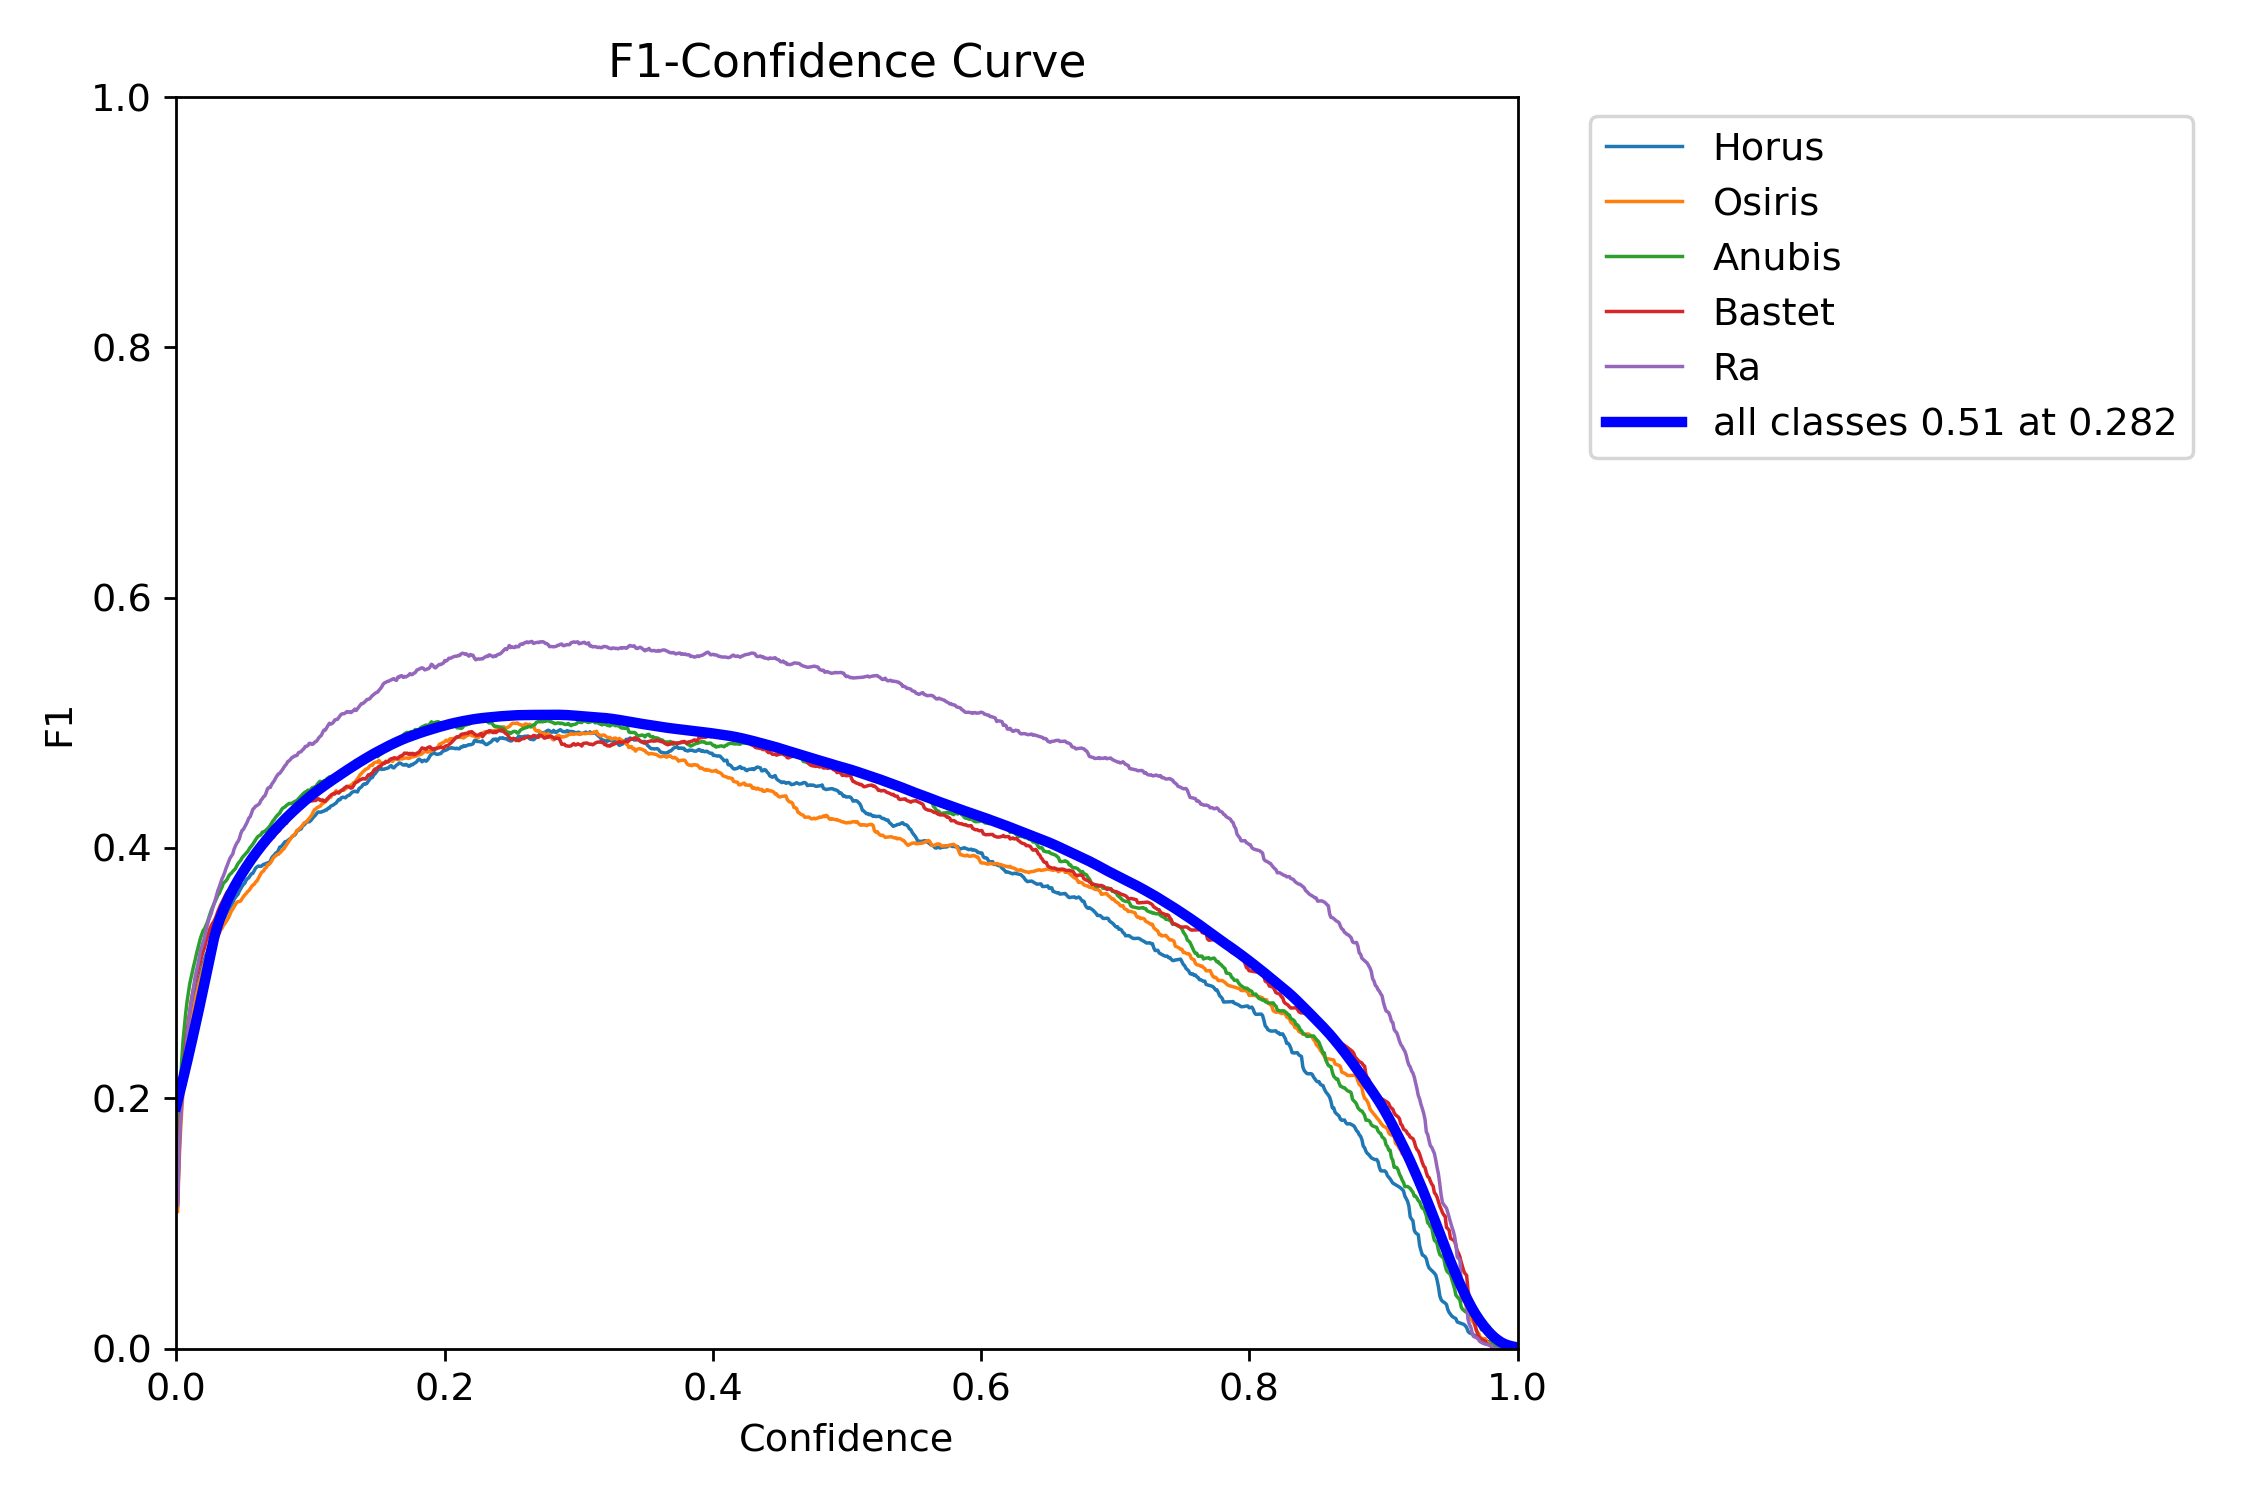 F1-Confidence Curve
1.0
0.8
0.6
0.4
0.2
0.0
F1
0.0 0.2 0.4 0.6 0.8 1.0
Confidence
Horus
Osiris
Anubis
Bastet
Ra
all classes 0.51 at 0.282